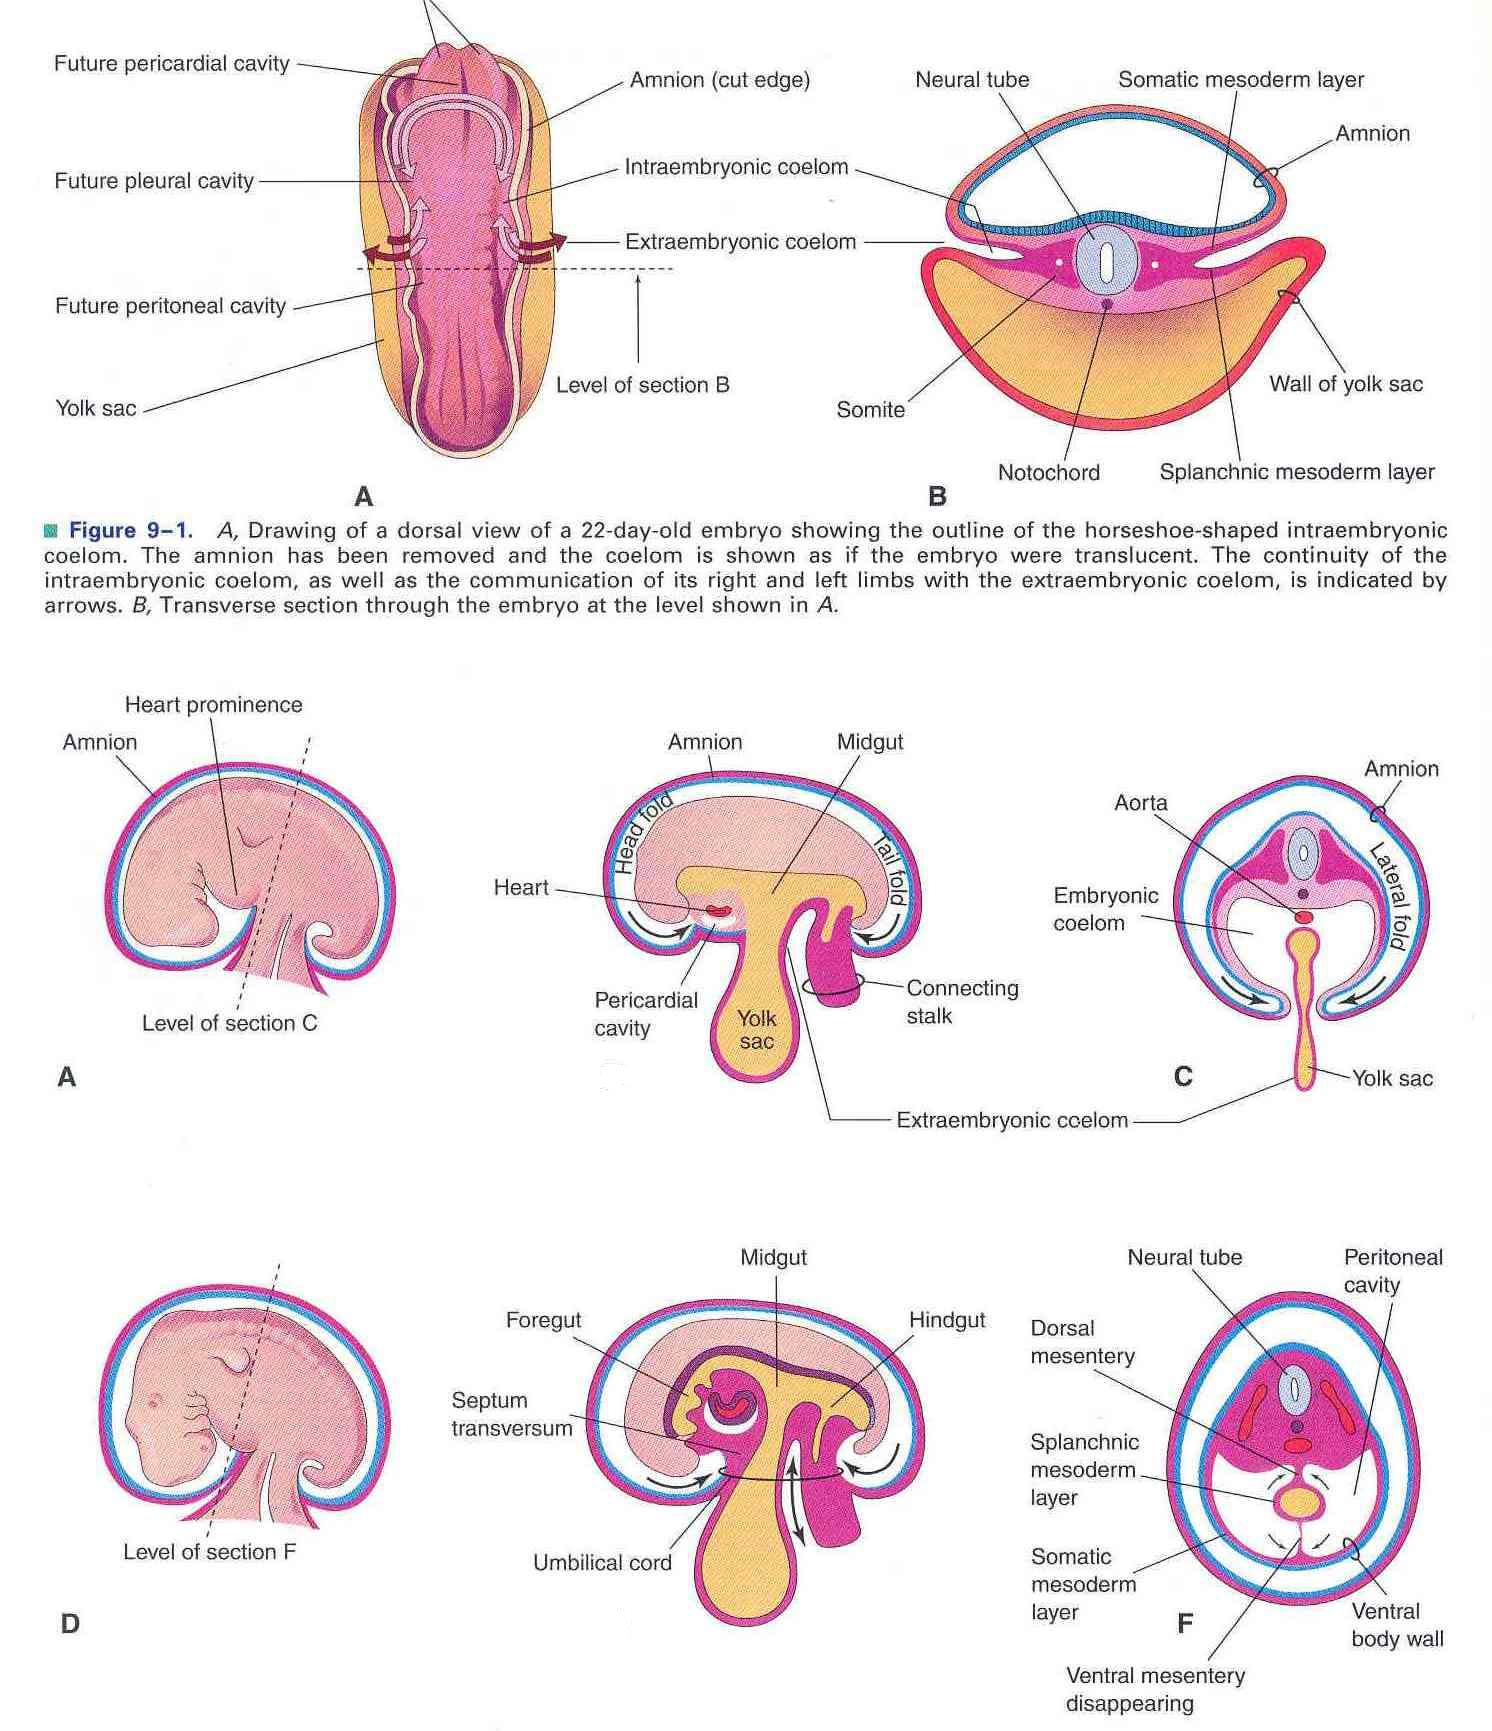 Future pericardial cavity
Amnion (cut edge)
Neural tube
Somatic mesoderm layer
Amnion
Future pleural cavity
Intraembryonic coelom
Extraembryonic coelom
Future peritoneal cavity
Level of section B
Yolk sac
Wall of yolk sac
Somite
Notochord
Splanchnic mesoderm layer
A
B
Figure 9–1. A, Drawing of a dorsal view of a 22-day-old embryo showing the outline of the horseshoe-shaped intraembryonic
coelom. The amnion has been removed and the coelom is shown as if the embryo were translucent. The continuity of the
intraembryonic coelom, as well as the communication of its right and left limbs with the extraembryonic coelom, is indicated by
arrows. B, Transverse section through the embryo at the level shown in A.
Heart prominence
Amnion
Level of section C
A
Amnion
Midgut
Head fold
Tail fold
Heart
Pericardial
cavity
Yolk
sac
Connecting
stalk
Amnion
Aorta
Lateral fold
Embryonic
coelom
C
Yolk sac
Extraembryonic coelom
Level of section F
D
Midgut
Foregut
Hindgut
Septum
transversum
Umbilical cord
Neural tube
Peritoneal
cavity
Dorsal
mesentery
Splanchnic
mesoderm
layer
Somatic
mesoderm
layer
F
Ventral
body wall
Ventral mesentery
disappearing